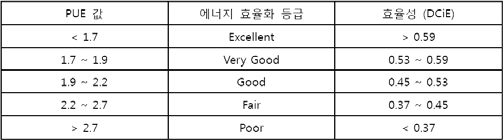 PUE 값 에너지 효율화 등급 효율성 (DCiE)
< 1.7 Excellent > 0.59
1.7 ~ 1.9 Very Good 0.53 ~ 0.59
1.9 ~ 2.2 Good 0.45 ~ 0.53
2.2 ~ 2.7 Fair 0.37 ~ 0.45
> 2.7 Poor < 0.37